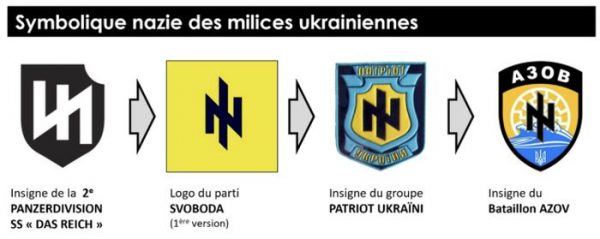 Symbolique nazie des milices ukrainiennes
АЗОВ
Insigne de la 2e
PANZERDIVISION
SS « DAS REICH »
Logo du parti
SVOBODA
(1ère version)
Insigne du groupe
PATRIOT UKRAÏNI
Insigne du
Bataillon AZOV